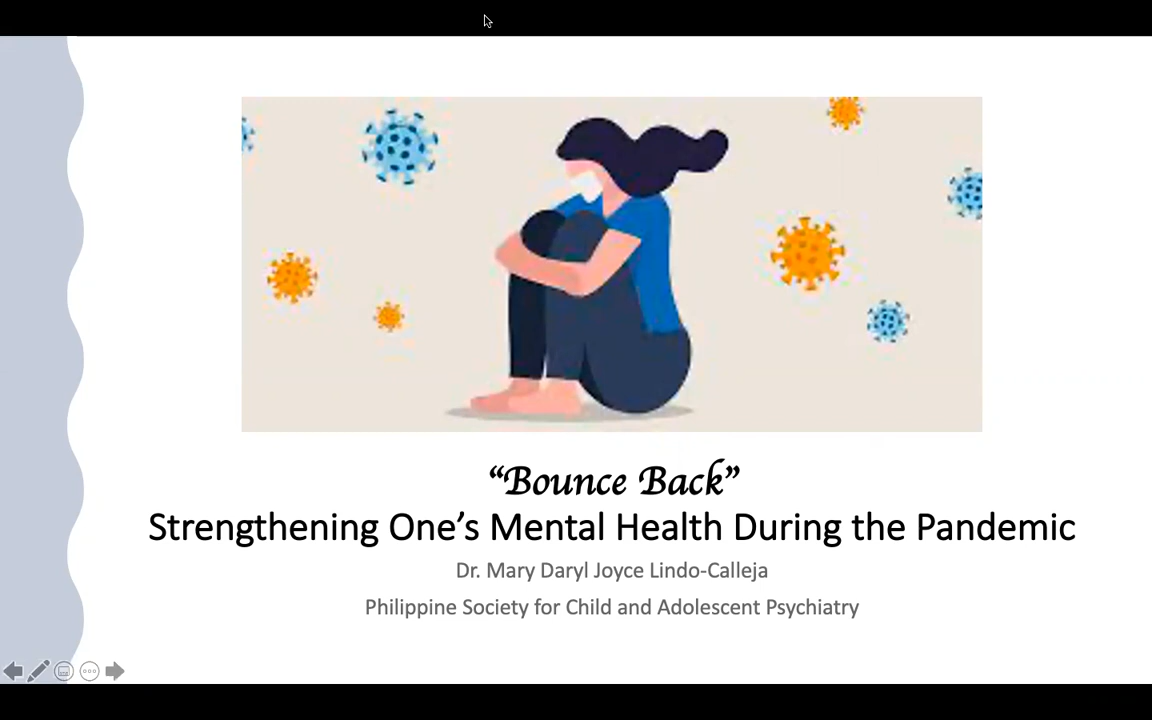 “Bounce Back”
Strengthening One’s Mental Health During the Pandemic
Dr. Mary Daryl Joyce Lindo-Calleja
Philippine Society for Child and Adolescent Psychiatry